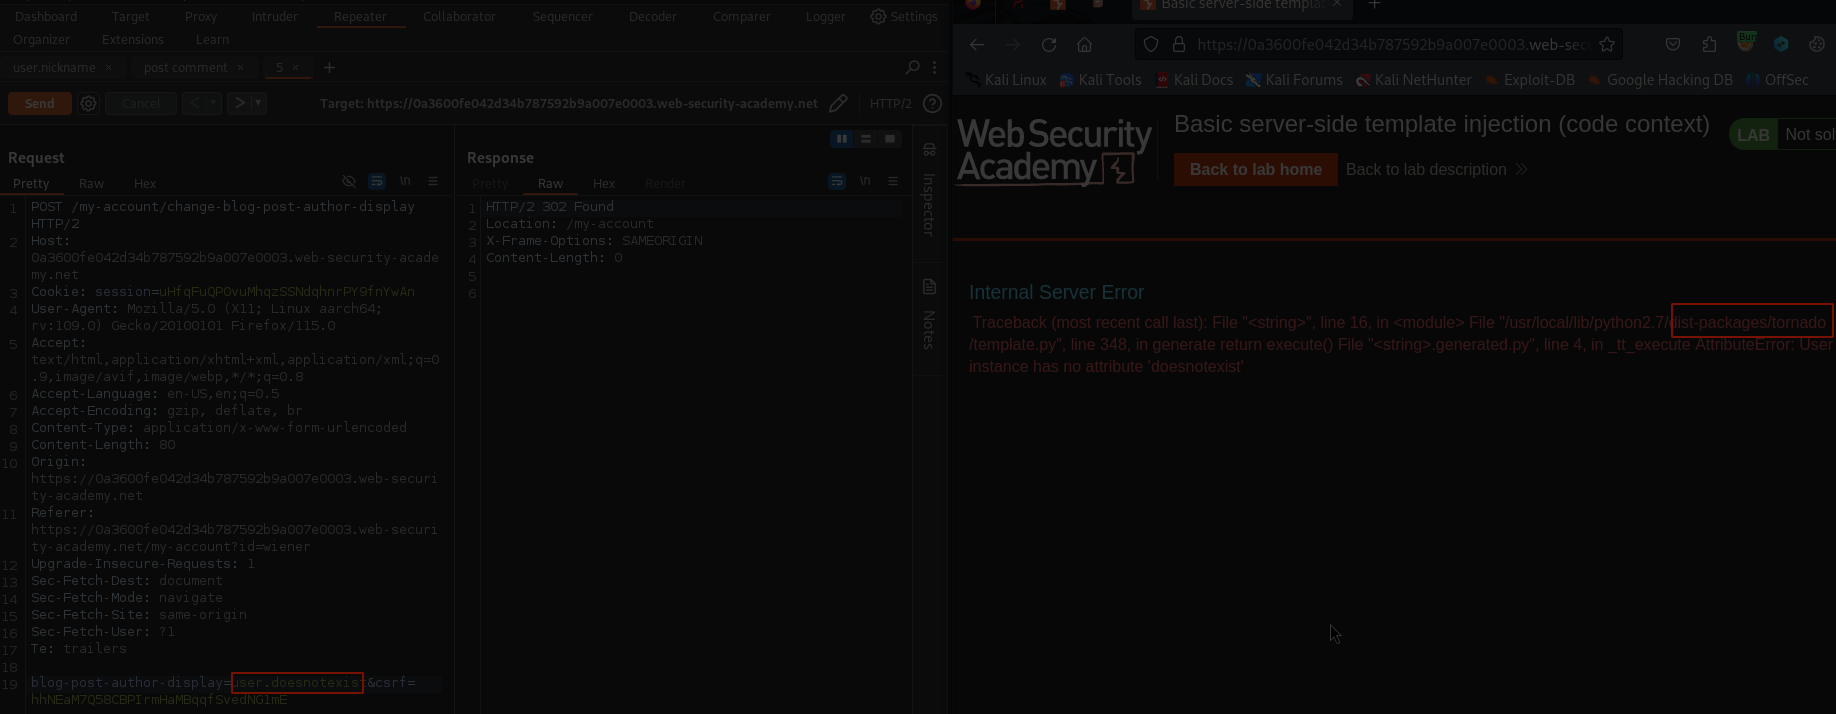 Dashboard Target Proxy Intruder Repeater Collaborator Sequencer Decoder Comparer Logger Settings
Organizer Extensions Learn
user.nickname × post comment × 5 × +
Send Cancel < > Target: https://0a3600fe042d34b787592b9a007e0003.web-security-academy.net HTTP/2 ?
Request
Pretty Raw Hex \n
1 POST /my-account/change-blog-post-author-display
HTTP/2
2 Host:
0a3600fe042d34b787592b9a007e0003.web-security-acade
my.net
3 Cookie: session=
4 User-Agent: Mozilla/5.0 (X11; Linux aarch64;
rv:109.0) Gecko/20100101 Firefox/115.0
5 Accept:
text/html,application/xhtml+xml,application/xml;q=0
.9,image/avif,image/webp,*/*;q=0.8
6 Accept-Language: en-US,en;q=0.5
7 Accept-Encoding: gzip, deflate, br
8 Content-Type: application/x-www-form-urlencoded
9 Content-Length: 80
10 Origin:
https://0a3600fe042d34b787592b9a007e0003.web-securi
ty-academy.net
11 Referer:
https://0a3600fe042d34b787592b9a007e0003.web-securi
ty-academy.net/my-account?id=wiener
12 Upgrade-Insecure-Requests: 1
13 Sec-Fetch-Dest: document
14 Sec-Fetch-Mode: navigate
15 Sec-Fetch-Site: same-origin
16 Sec-Fetch-User: ?1
17 Te: trailers
18
19 blog-post-author-display=user.doesnotexist&csrf=
Response
Pretty Raw Hex Render \n
1 HTTP/2 302 Found
2 Location: /my-account
3 X-Frame-Options: SAMEORIGIN
4 Content-Length: 0
5
6
Inspector
Notes
Basic server-side templat × +
https://0a3600fe042d34b787592b9a007e0003.web-sec
Kali Linux Kali Tools Kali Docs Kali Forums Kali NetHunter Exploit-DB Google Hacking DB OffSec
WebSecurity
Academy
Basic server-side template injection (code context)
LAB Not sol
Back to lab home Back to lab description
Internal Server Error
Traceback (most recent call last): File "<string>", line 16, in <module> File "/usr/local/lib/python2.7/dist-packages/tornado
/template.py", line 348, in generate return execute() File "<string>.generated.py", line 4, in _tt_execute AttributeError: User
instance has no attribute 'doesnotexist'